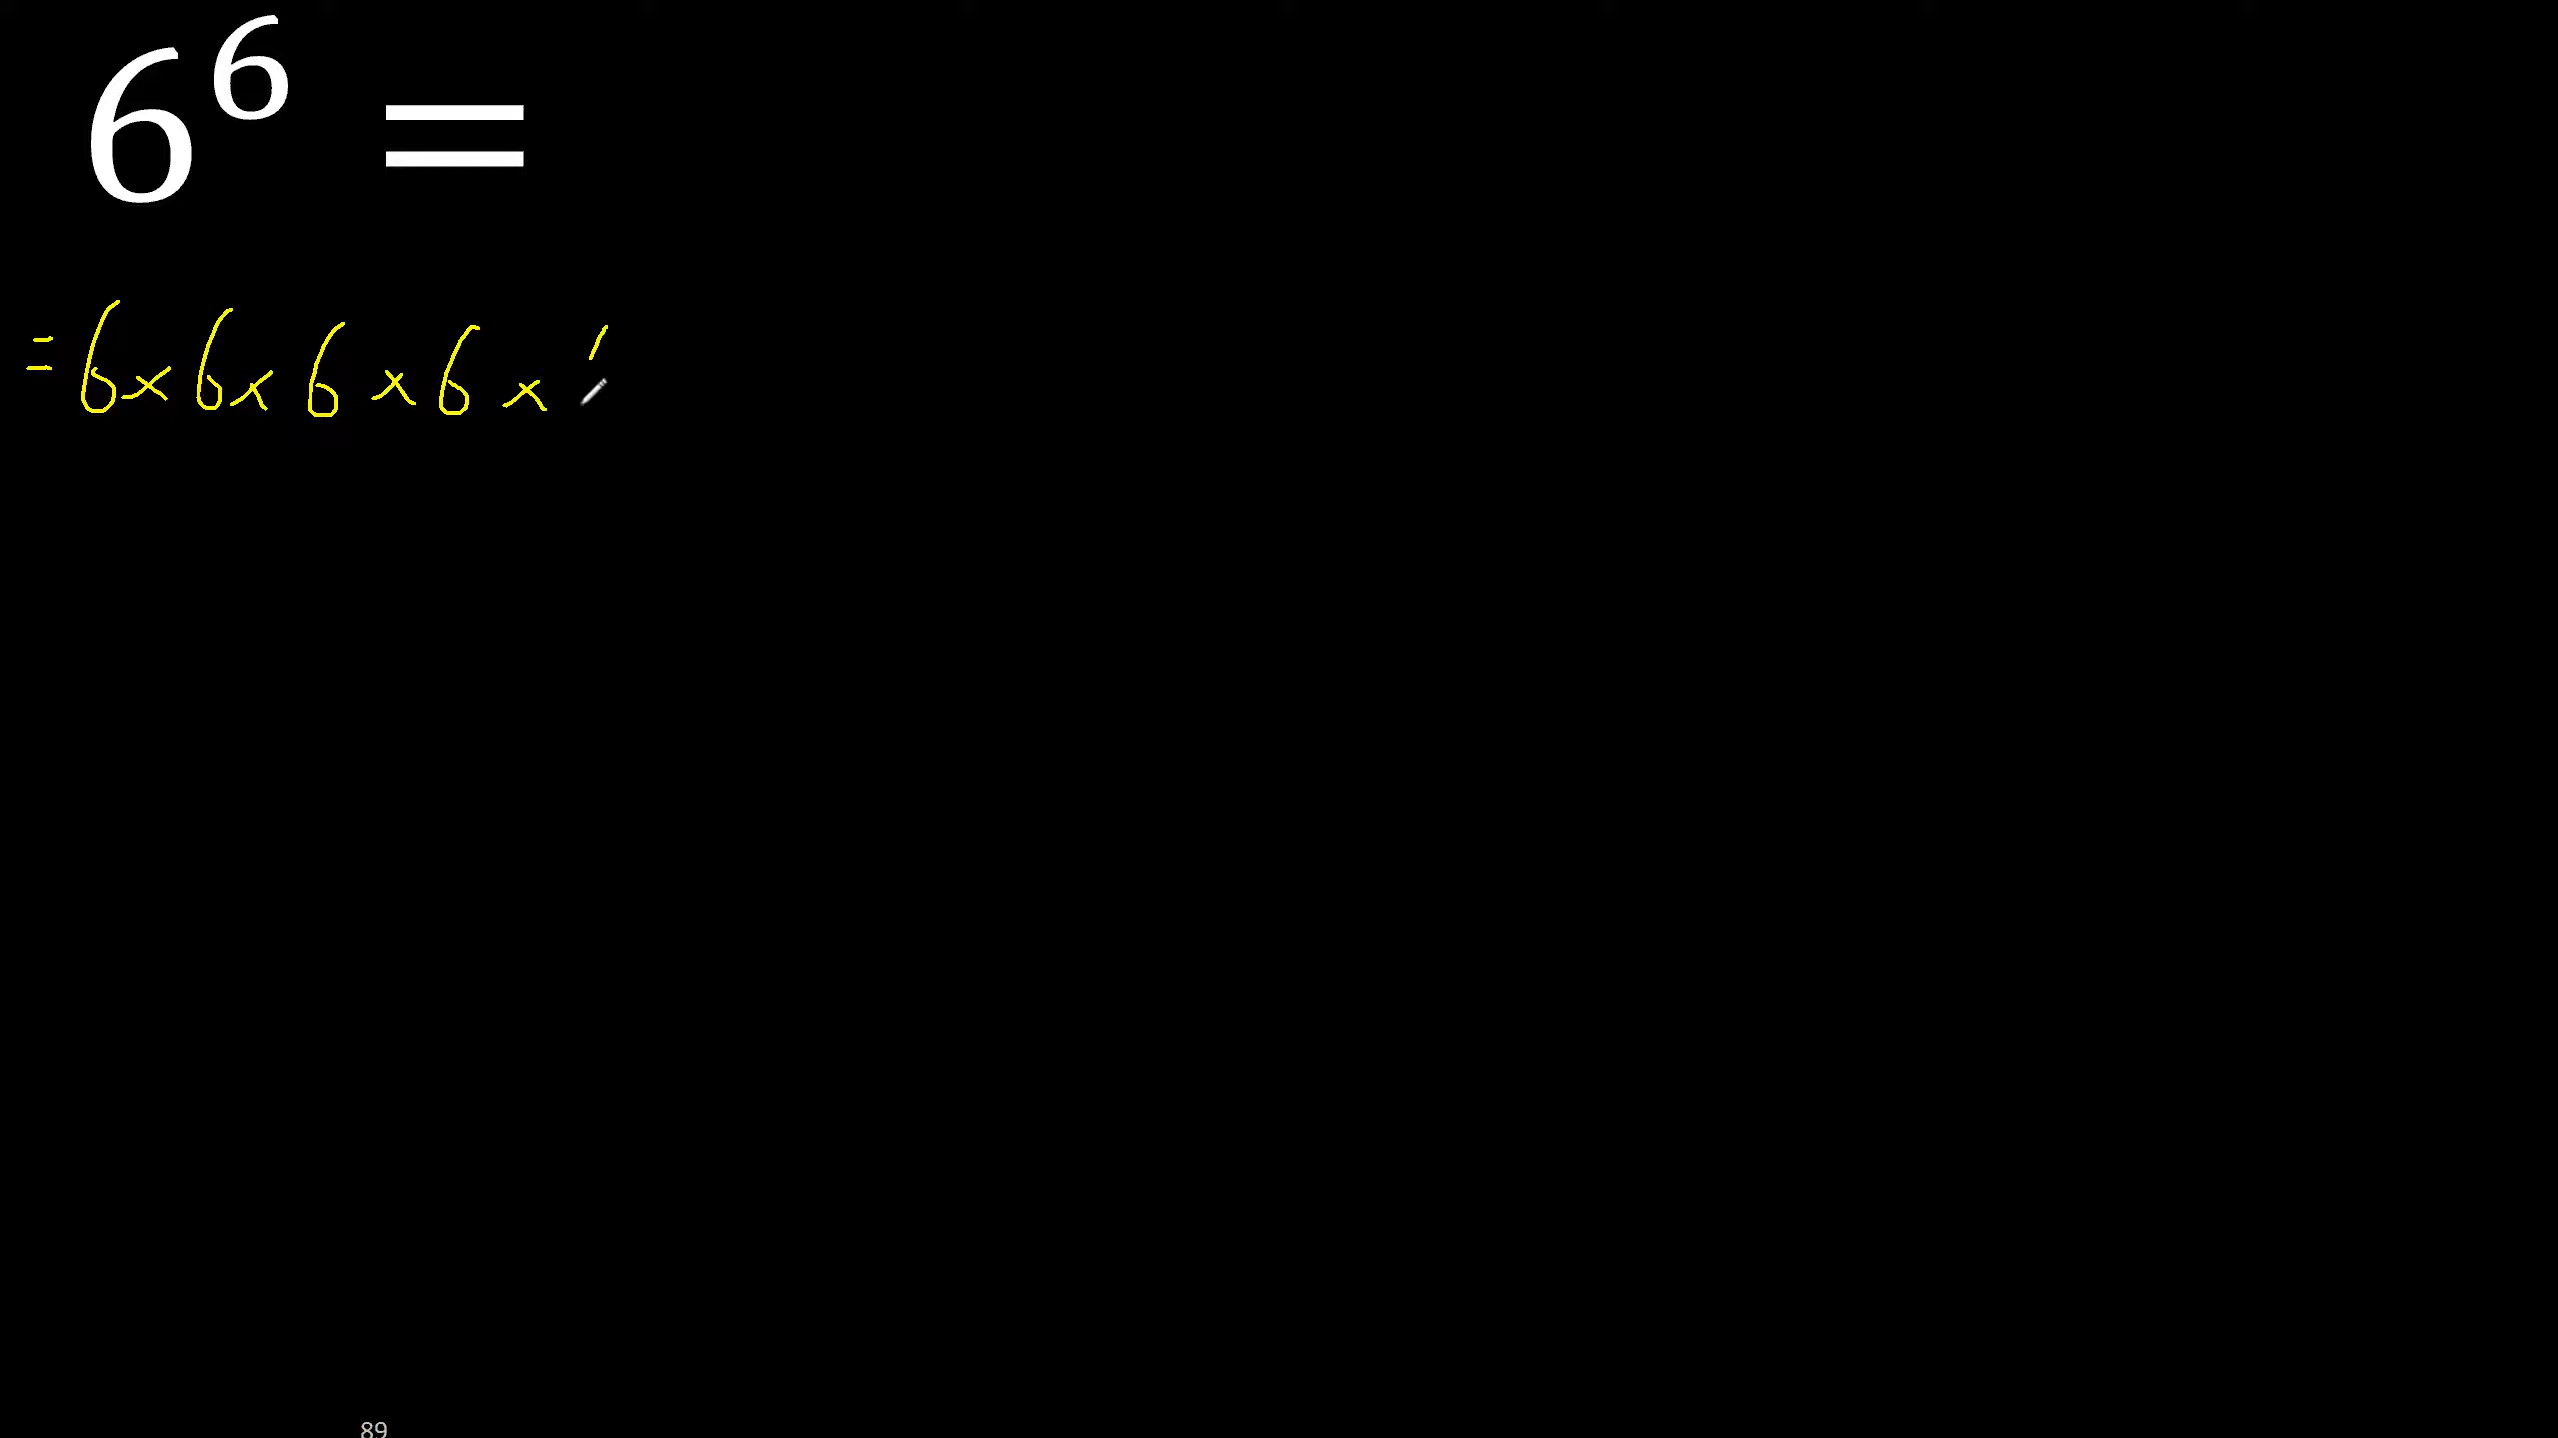 6⁶ =
= 6 x 6 x 6 x 6 x
89